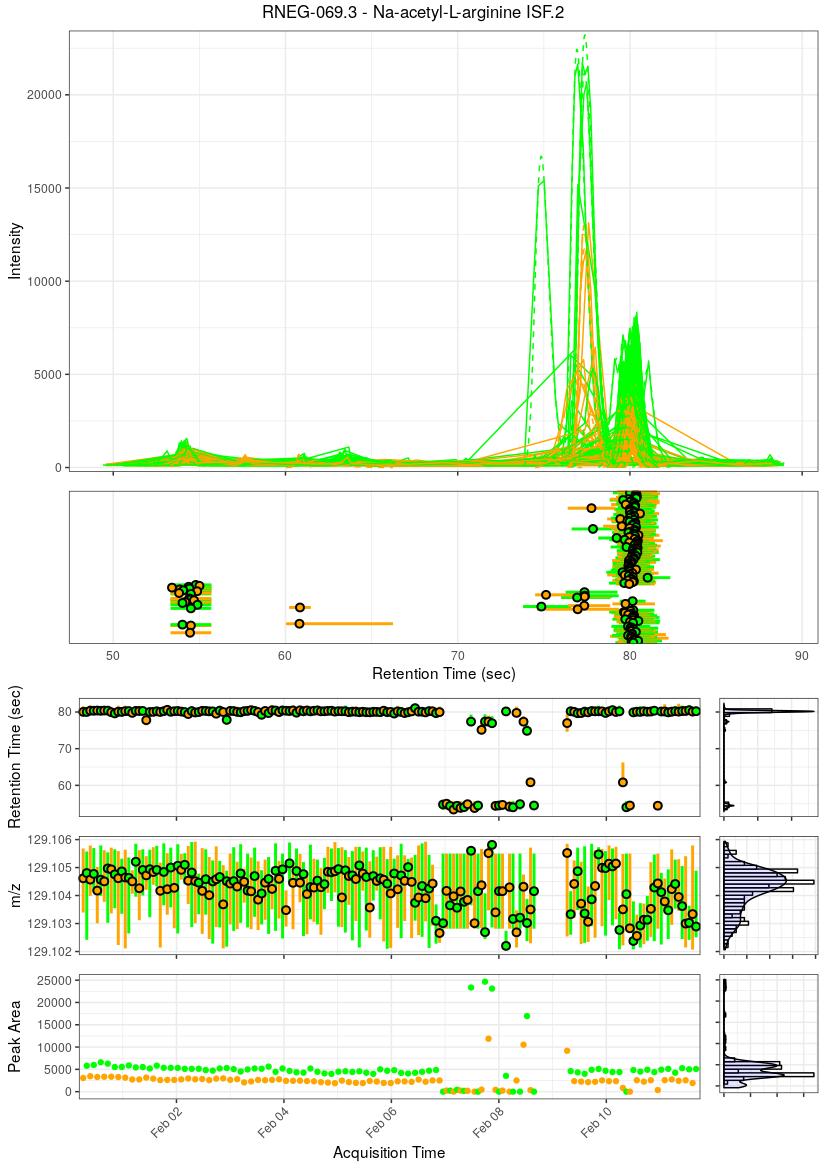 RNEG-069.3 - Na-acetyl-L-arginine ISF.2
Intensity
20000
15000
10000
5000
0
50
60
70
80
90
Retention Time (sec)
Retention Time (sec)
80
70
60
m/z
129.106
129.105
129.104
129.103
129.102
Peak Area
25000
20000
15000
10000
5000
0
Feb 02
Feb 04
Feb 06
Feb 08
Feb 10
Acquisition Time